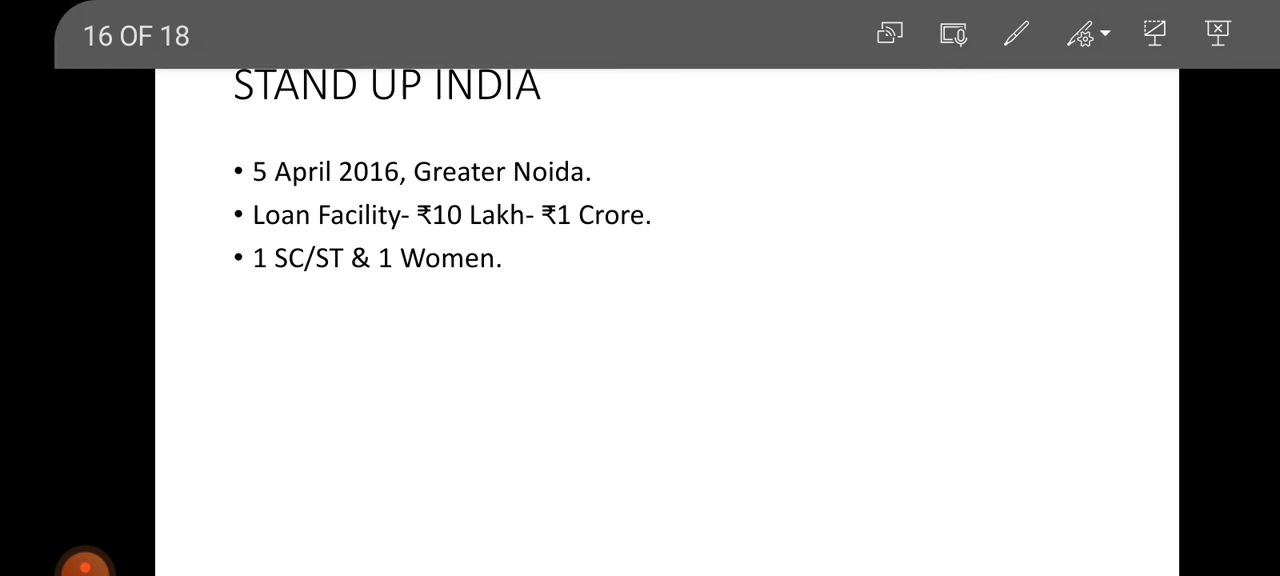 16 OF 18
STAND UP INDIA
• 5 April 2016, Greater Noida.
• Loan Facility- ₹10 Lakh- ₹1 Crore.
• 1 SC/ST & 1 Women.